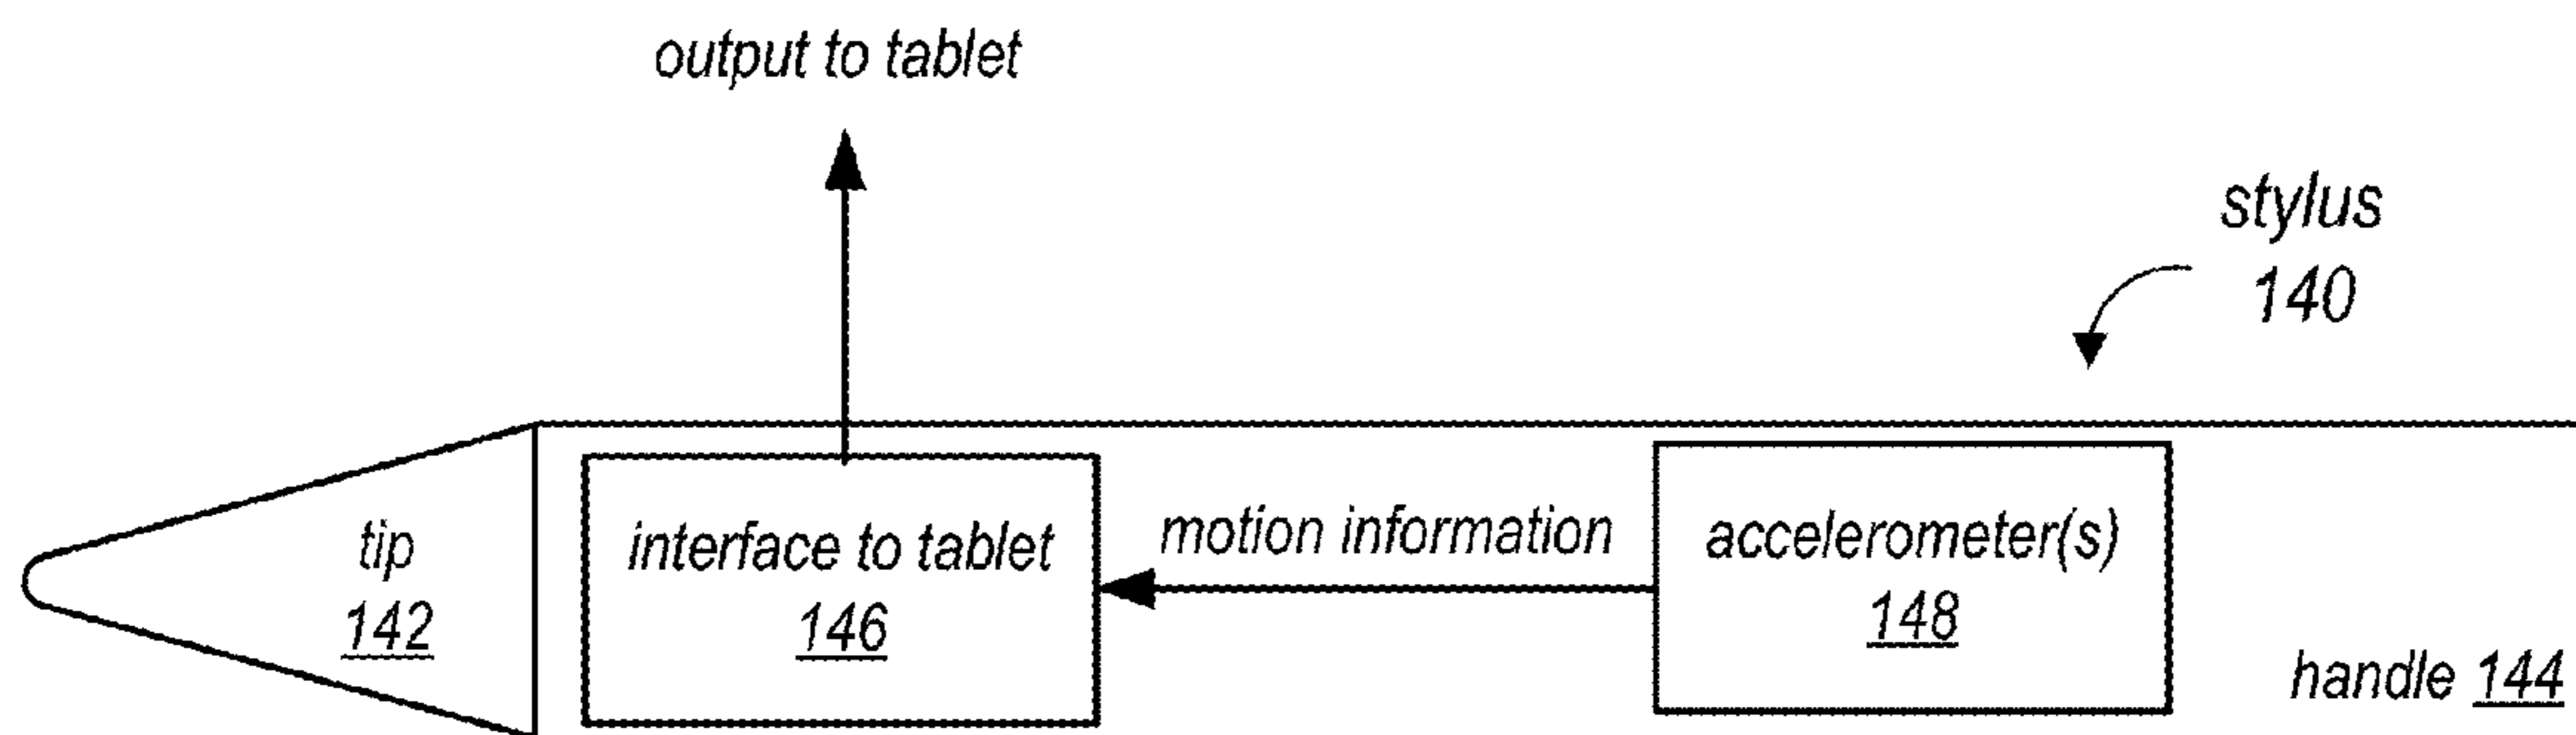 output to tablet
stylus
140
tip
142
interface to tablet
146
motion information
accelerometer(s)
148
handle 144